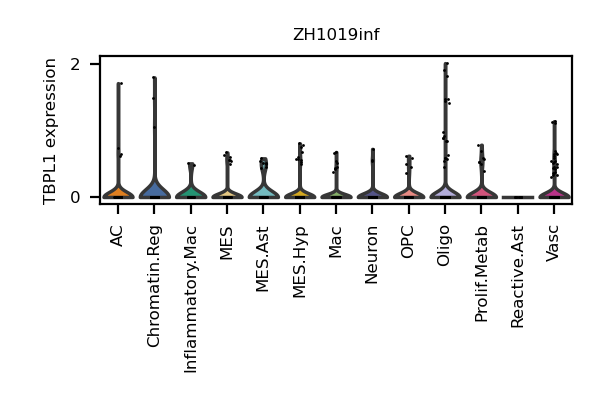 ZH1019inf
TBPL1 expression
2
0
AC
Chromatin.Reg
Inflammatory.Mac
MES
MES.Ast
MES.Hyp
Mac
Neuron
OPC
Oligo
Prolif.Metab
Reactive.Ast
Vasc